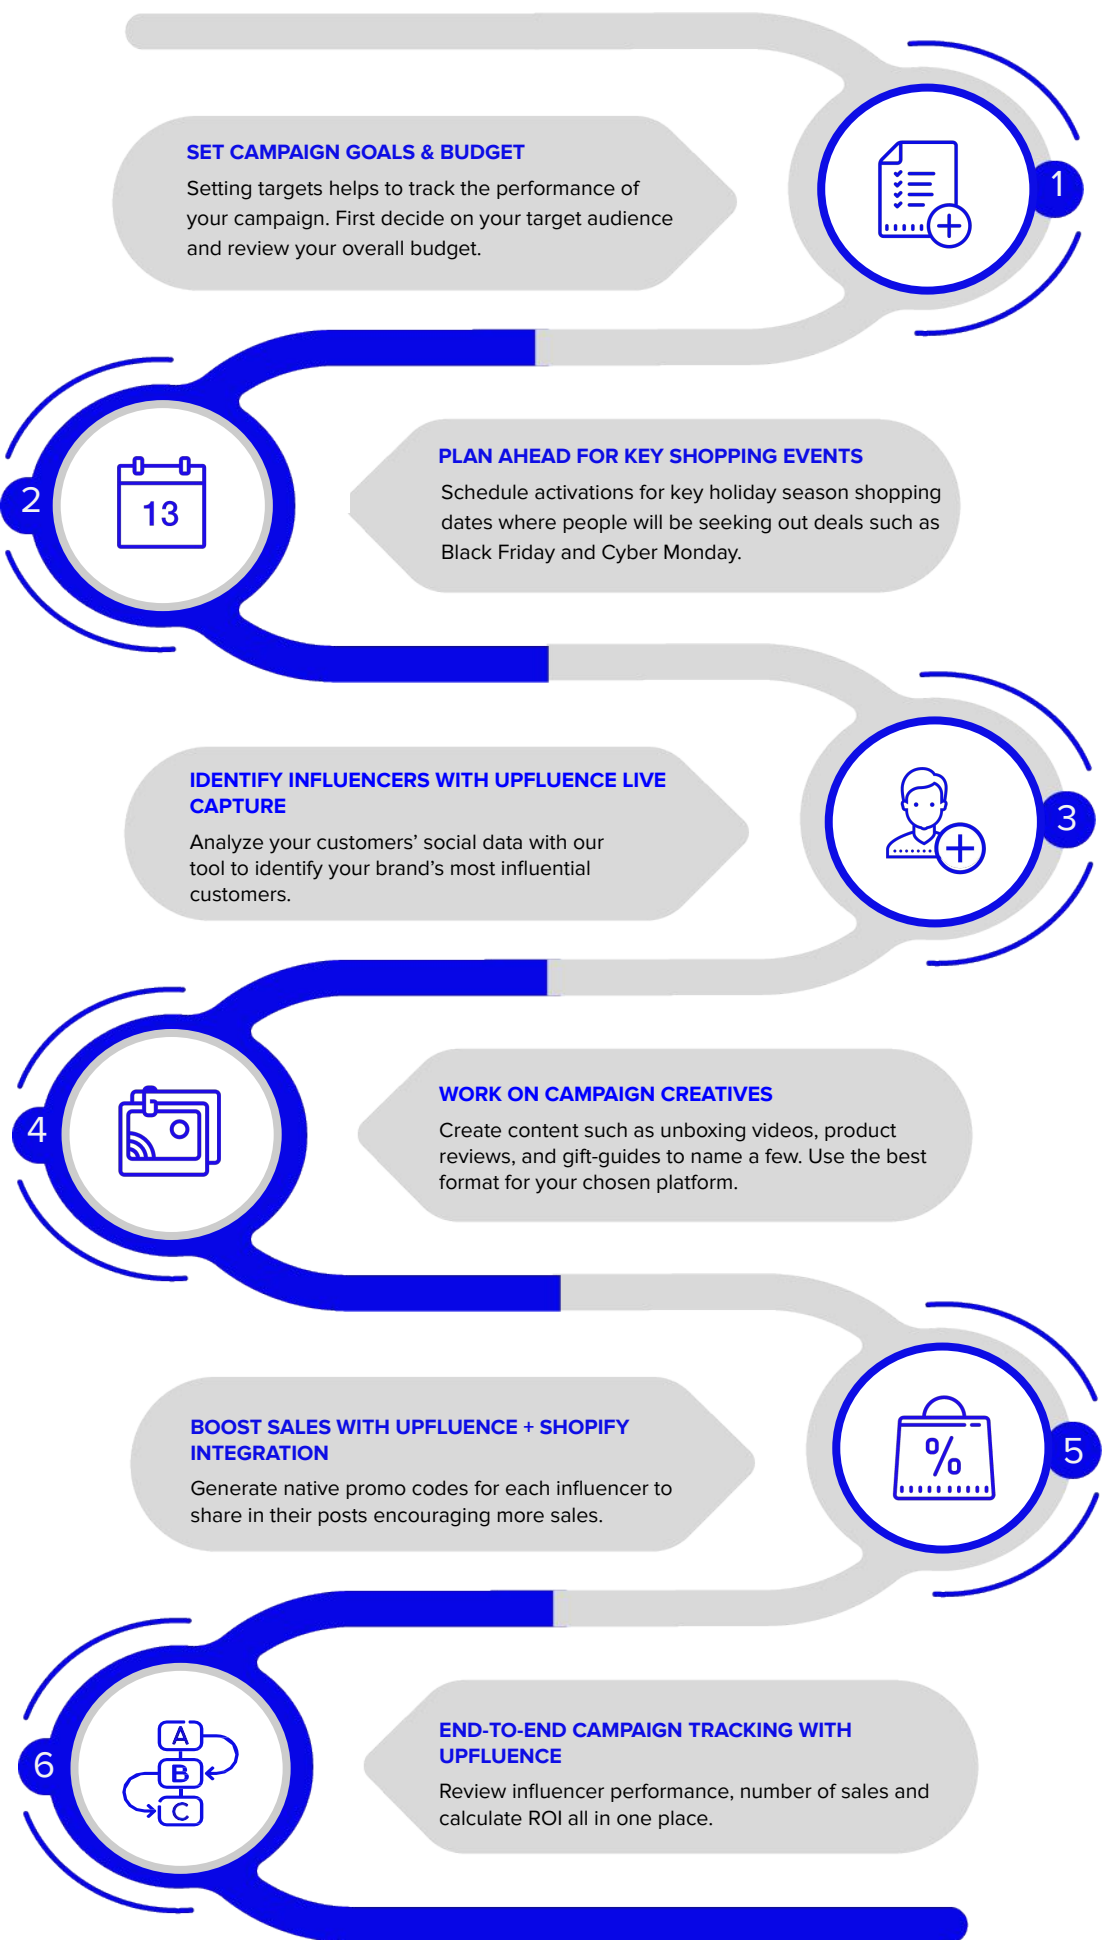 SET CAMPAIGN GOALS & BUDGET
Setting targets helps to track the performance of
your campaign. First decide on your target audience
and review your overall budget.
1
2
13
PLAN AHEAD FOR KEY SHOPPING EVENTS
Schedule activations for key holiday season shopping
dates where people will be seeking out deals such as
Black Friday and Cyber Monday.
IDENTIFY INFLUENCERS WITH UPFLUENCE LIVE
CAPTURE
Analyze your customers’ social data with our
tool to identify your brand’s most influential
customers.
3
4
WORK ON CAMPAIGN CREATIVES
Create content such as unboxing videos, product
reviews, and gift-guides to name a few. Use the best
format for your chosen platform.
BOOST SALES WITH UPFLUENCE + SHOPIFY
INTEGRATION
Generate native promo codes for each influencer to
share in their posts encouraging more sales.
%
5
6
A
B
C
END-TO-END CAMPAIGN TRACKING WITH
UPFLUENCE
Review influencer performance, number of sales and
calculate ROI all in one place.